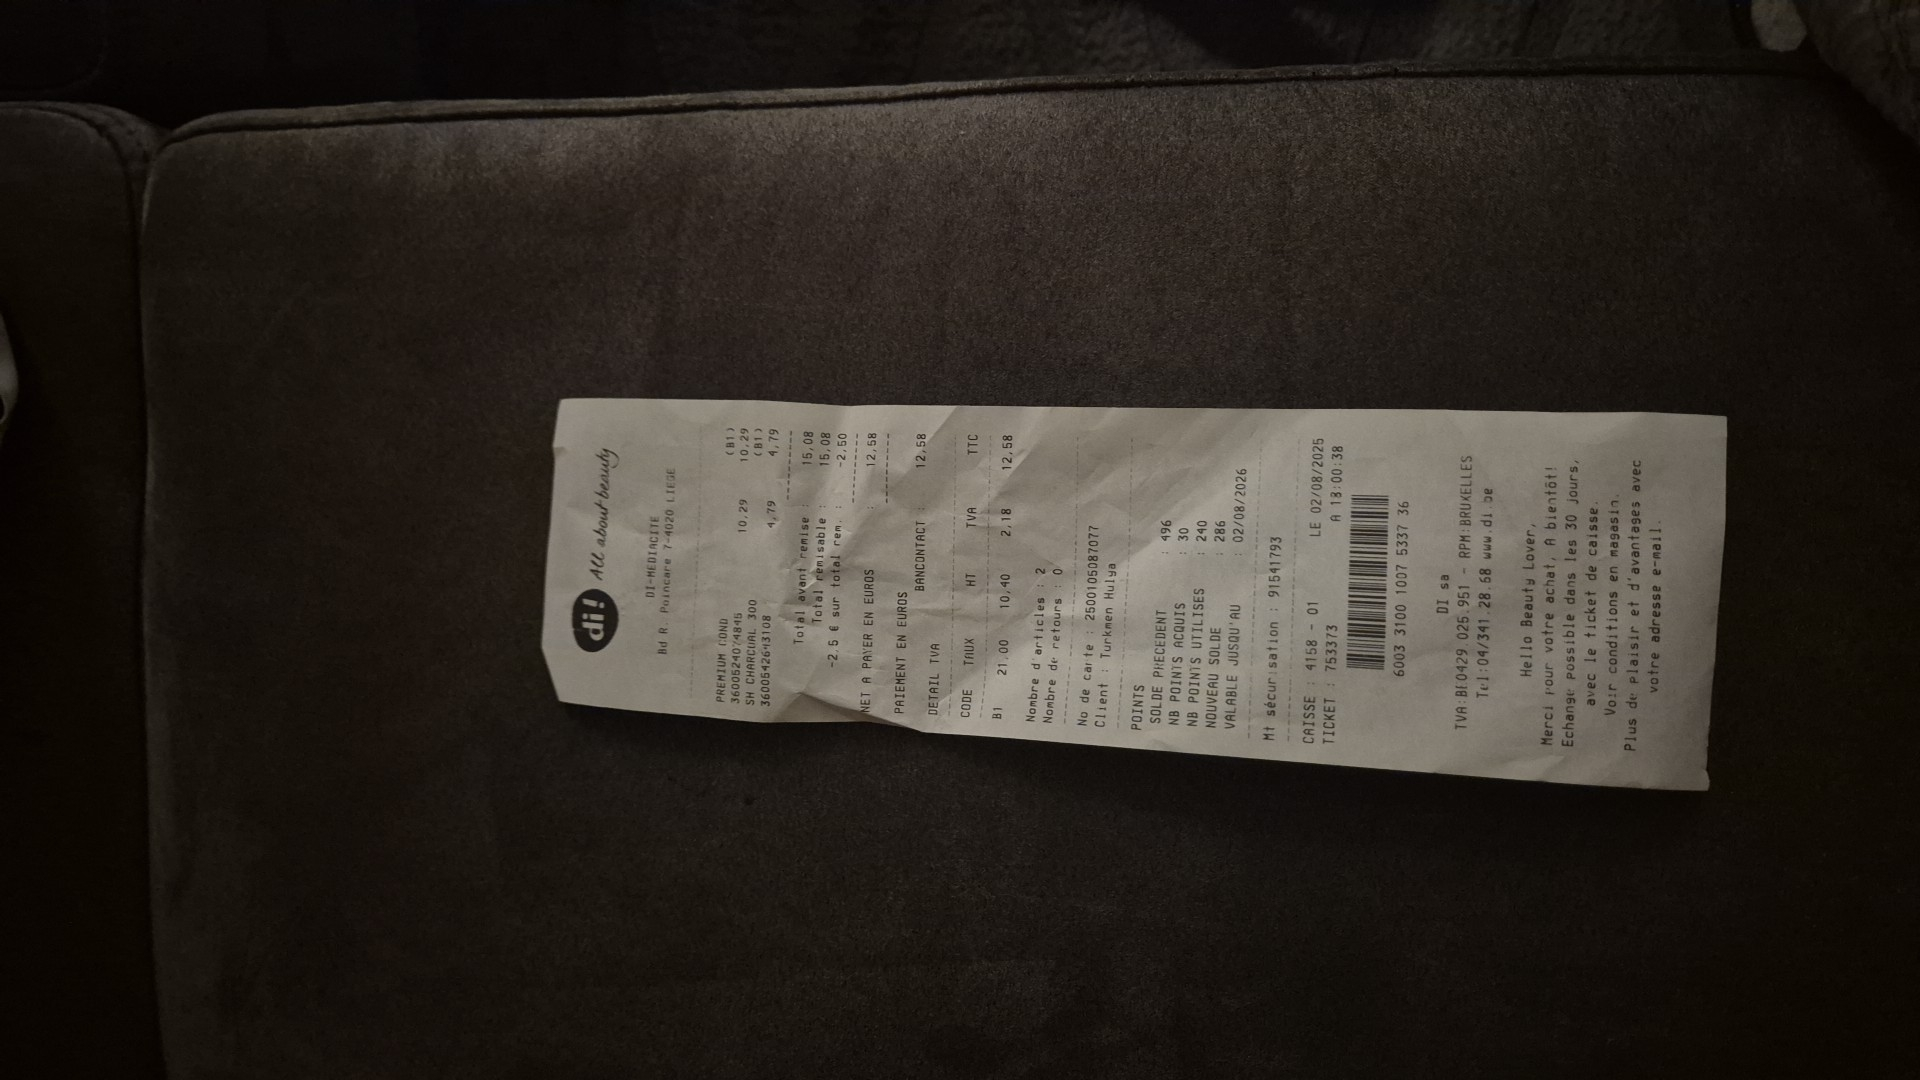 di! All about beauty
DI-MEDIACITE
Bd R. Poincare 7-4020 LIEGE
PREMIUM COND (B1)
3600524074845 10,29 10,29
SH CHARCOAL 300 (B1)
3600542643108 4,79 4,79
Total avant remise : 15,08
Total remisable : 15,08
-2.5 € sur total rem. : -2,50
NET A PAYER EN EUROS : 12,58
PAIEMENT EN EUROS
BANCONTACT : 12,58
DETAIL TVA
CODE TAUX HT TVA TTC
B1 21,00 10,40 2,18 12,58
Nombre d'articles : 2
Nombre de retours : 0
No de carte : 2500105087077
Client : Turkmen Hulya
POINTS
SOLDE PRECEDENT : 496
NB POINTS ACQUIS : 30
NB POINTS UTILISES : 240
NOUVEAU SOLDE : 286
VALABLE JUSQU'AU : 02/08/2026
Mt sécurisation : 91541793
CAISSE : 4158 - 01 LE 02/08/2025
TICKET : 753373 A 18:00:38
6003 3100 1007 5337 36
DI sa
TVA:BE0429 025.951 - RPM:BRUXELLES
Tel:04/341.28.68 www.di.be
Hello Beauty Lover,
Merci pour votre achat, A bientôt!
Echange possible dans les 30 jours,
avec le ticket de caisse.
Voir conditions en magasin.
Plus de plaisir et d'avantages avec
votre adresse e-mail.